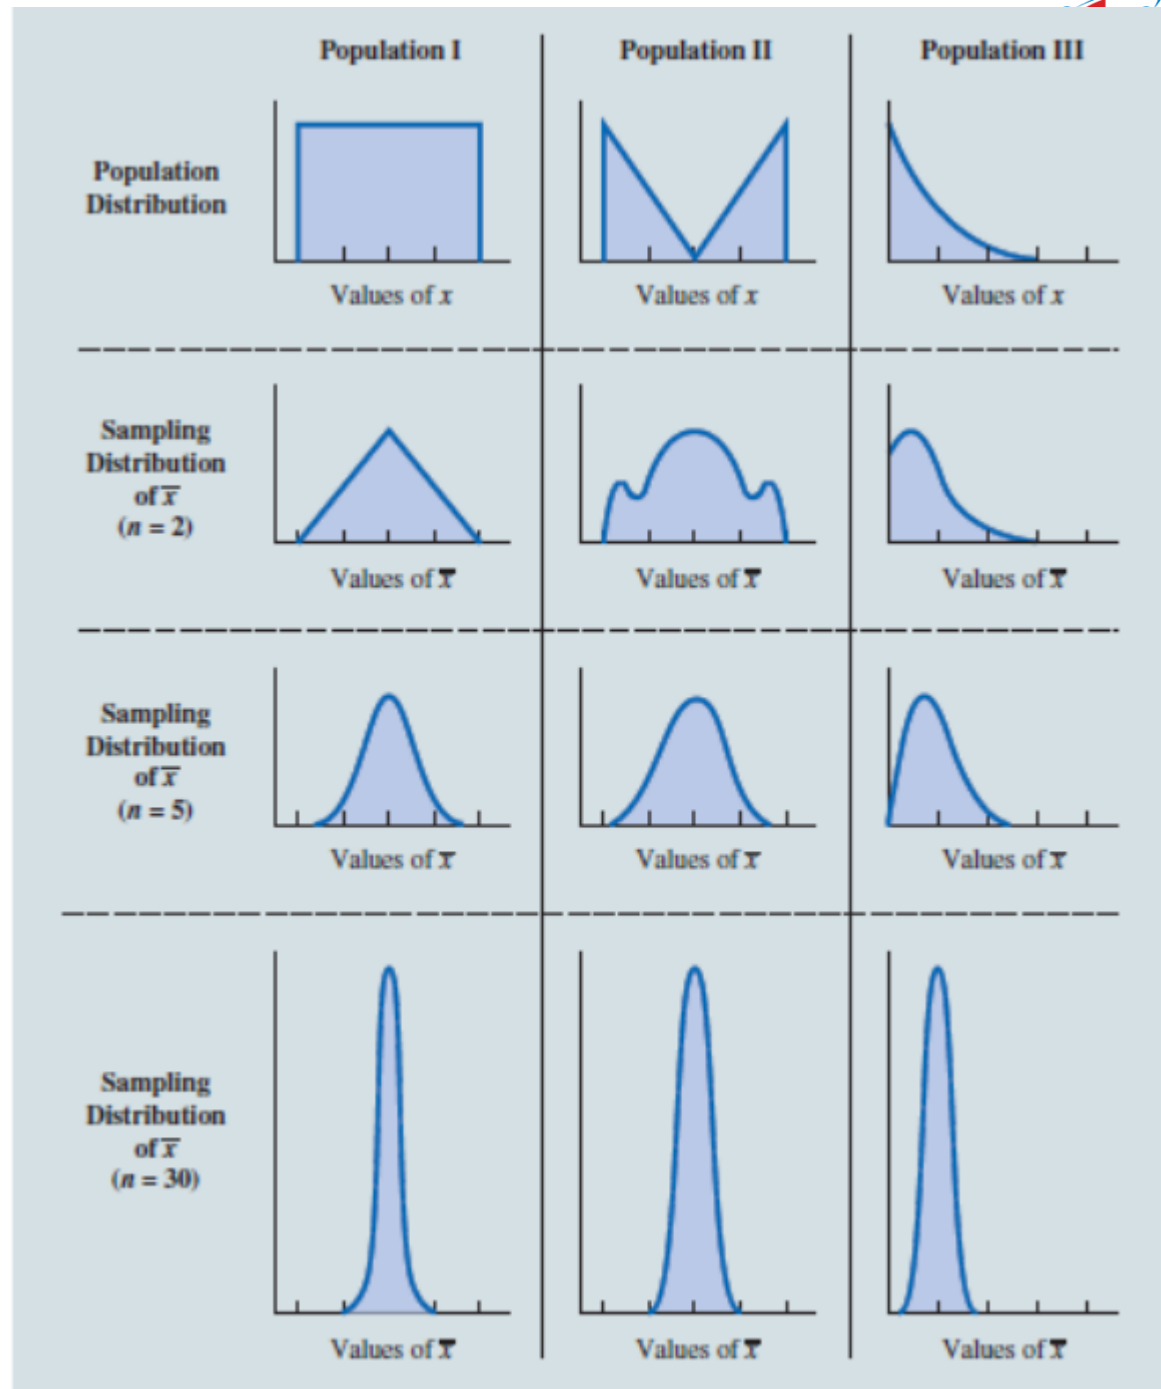 Population I
Population II
Population III
Population
Distribution
Values of x
Values of x
Values of x
Sampling
Distribution
of x̅
(n = 2)
Values of x̅
Values of x̅
Values of x̅
Sampling
Distribution
of x̅
(n = 5)
Values of x̅
Values of x̅
Values of x̅
Sampling
Distribution
of x̅
(n = 30)
Values of x̅
Values of x̅
Values of x̅